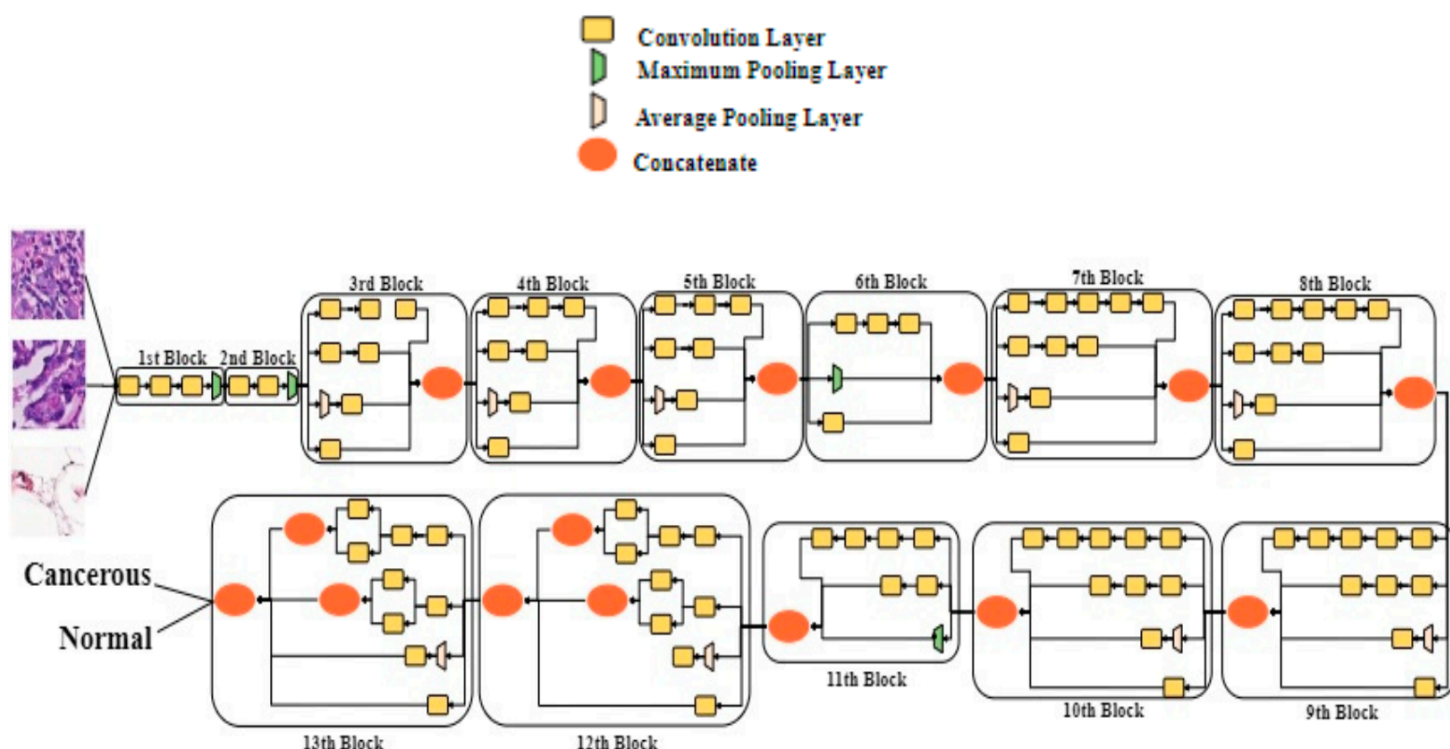 Convolution Layer
Maximum Pooling Layer
Average Pooling Layer
Concatenate
3rd Block
4th Block
5th Block
6th Block
7th Block
8th Block
1st Block
2nd Block
Cancerous
Normal
11th Block
10th Block
9th Block
13th Block
12th Block